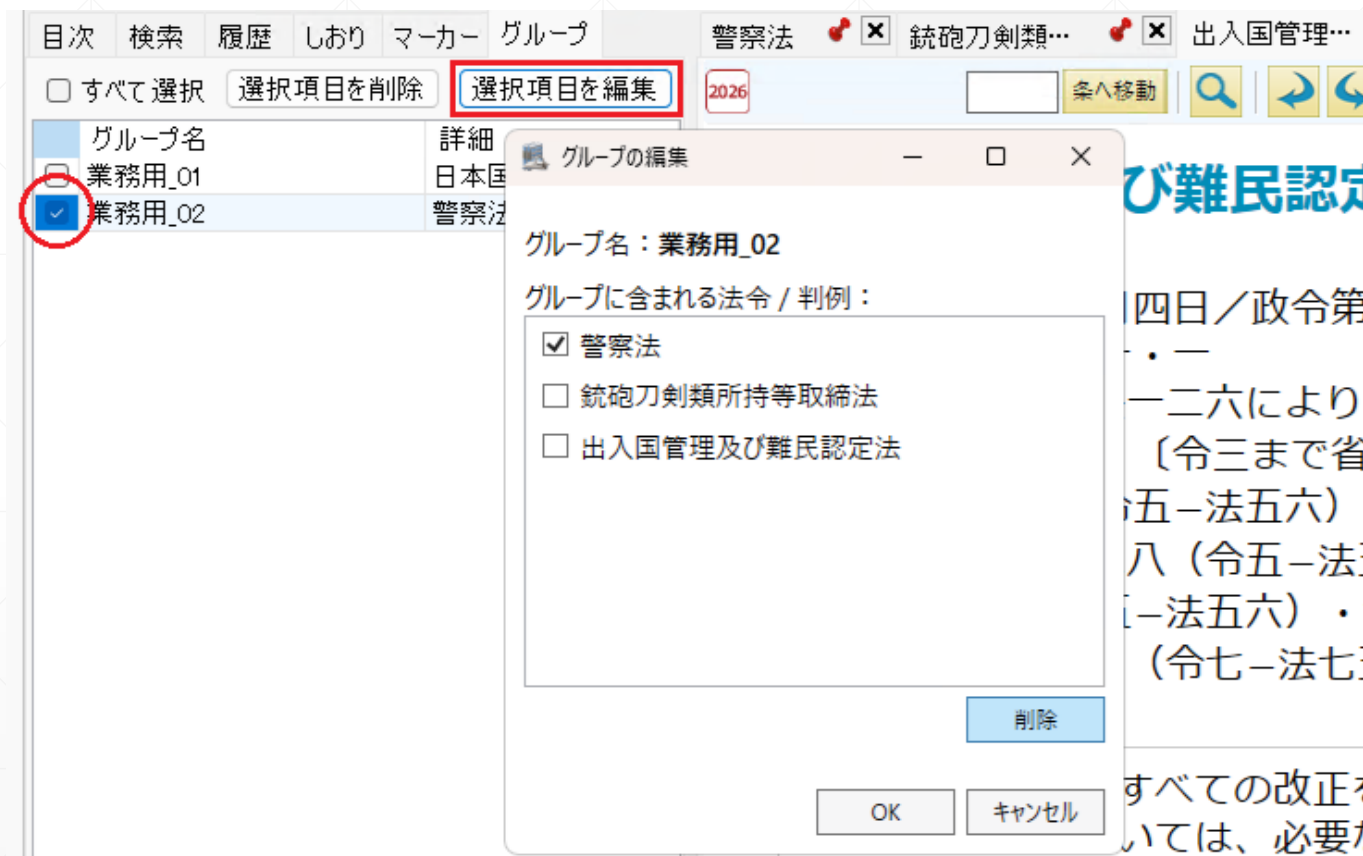 目次 検索 履歴 しおり マーカー グループ
警察法 銃砲刀剣類… 出入国管理…
すべて選択 選択項目を削除 選択項目を編集
2026 条へ移動
グループ名 詳細
業務用_01 日本国
業務用_02 警察法
グループの編集
グループ名：業務用_02
グループに含まれる法令 / 判例：
警察法
銃砲刀剣類所持等取締法
出入国管理及び難民認定法
削除
OK キャンセル
び難民認定
四日／政令第
・一
一二六により
〔令三まで省
五－法五六）
八（令五－法
－法五六）・
（令七－法七
すべての改正を
いては、必要な